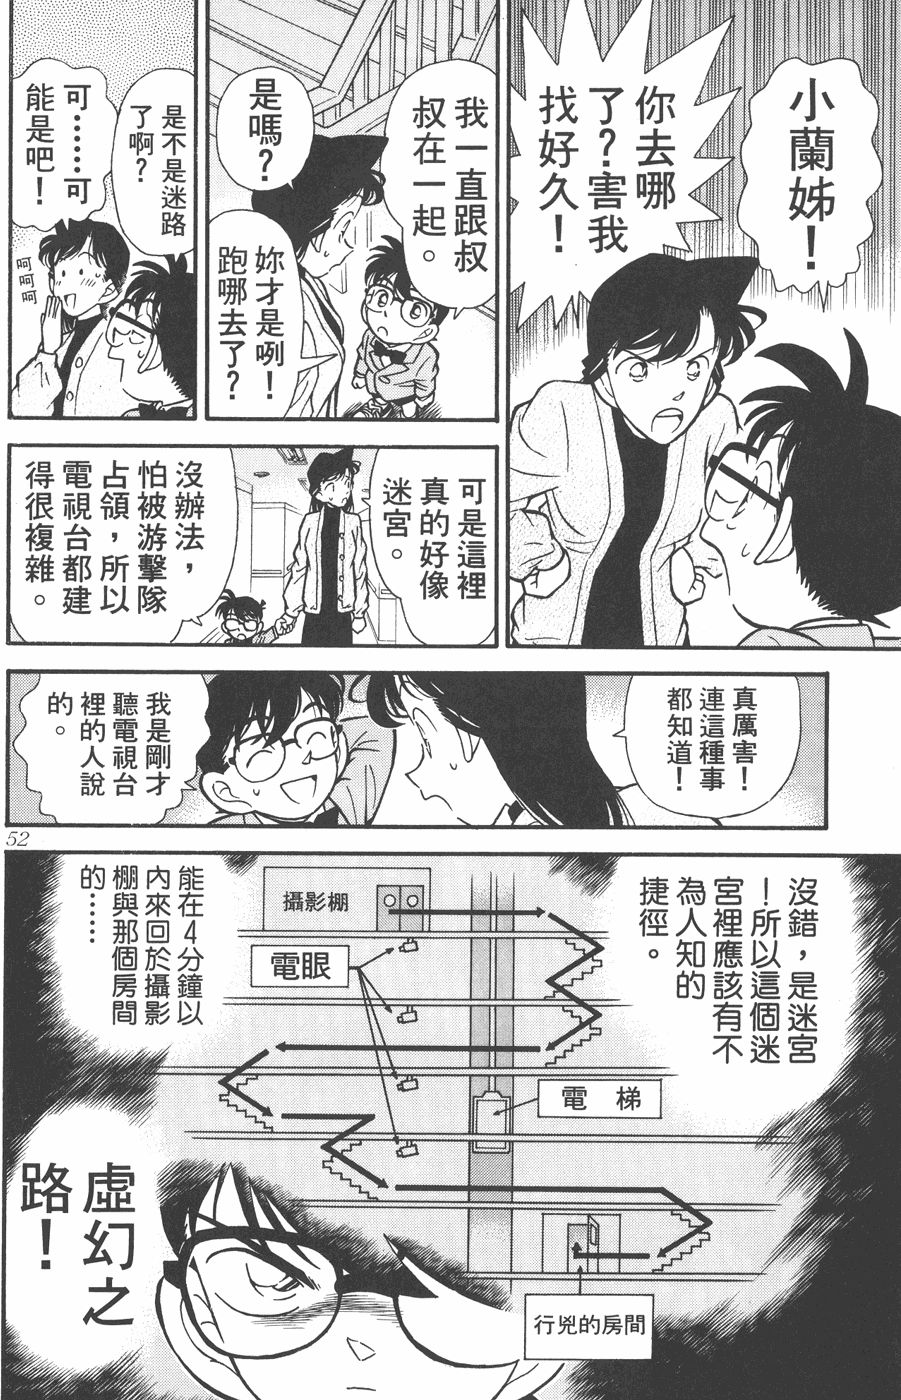 小蘭姊！
你去哪
了？害我
找好久！
我一直跟叔
叔在一起。
是嗎？
妳才是咧！
跑哪去了？
是不是迷路
了啊？
可……可
能是吧！
呵呵呵
可是這裡
真的好像
迷宮。
沒辦法，
怕被游擊隊
占領，所以
電視台都建
得很複雜。
真厲害！
連這種事
都知道！
我是剛才
聽電視台
裡的人說
的。
52
沒錯，是迷宮
！所以這個迷
宮裡應該有不
為人知的
捷徑。
攝影棚
電眼
電梯
行兇的房間
能在4分鐘以
內來回於攝影
棚與那個房間
的……
虛幻之
路！